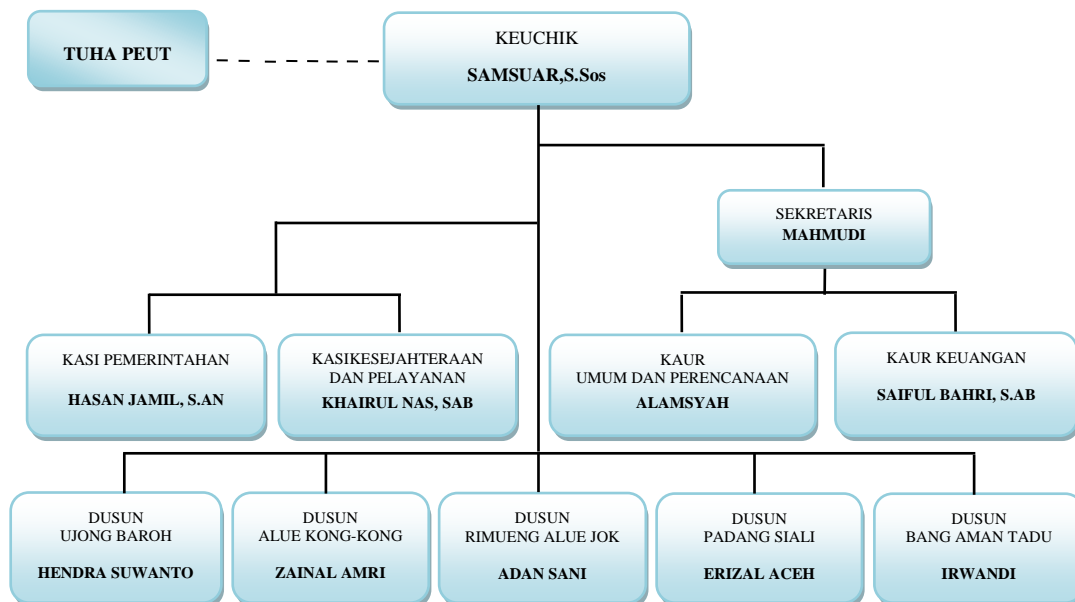 TUHA PEUT
KEUCHIK
SAMSUAR,S.Sos
SEKRETARIS
MAHMUDI
KASI PEMERINTAHAN
HASAN JAMIL, S.AN
KASIKESEJAHTERAAN
DAN PELAYANAN
KHAIRUL NAS, SAB
KAUR
UMUM DAN PERENCANAAN
ALAMSYAH
KAUR KEUANGAN
SAIFUL BAHRI, S.AB
DUSUN
UJONG BAROH
HENDRA SUWANTO
DUSUN
ALUE KONG-KONG
ZAINAL AMRI
DUSUN
RIMUENG ALUE JOK
ADAN SANI
DUSUN
PADANG SIALI
ERIZAL ACEH
DUSUN
BANG AMAN TADU
IRWANDI